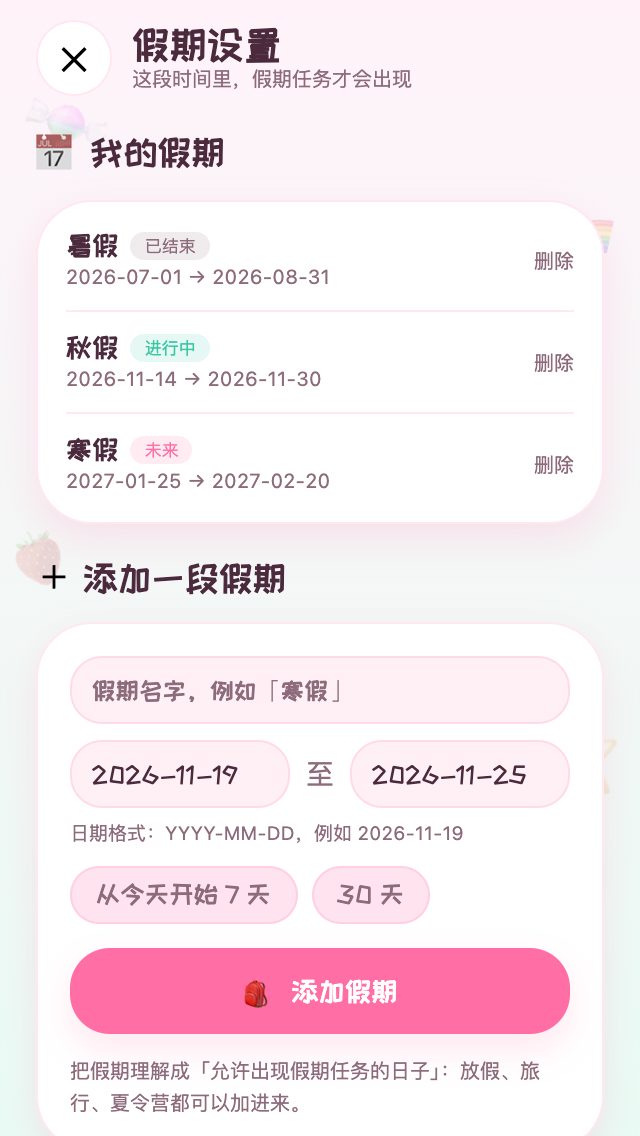 假期设置
这段时间里，假期任务才会出现
JUL
17
我的假期
暑假 已结束
2026-07-01 → 2026-08-31
删除
秋假 进行中
2026-11-14 → 2026-11-30
删除
寒假 未来
2027-01-25 → 2027-02-20
删除
添加一段假期
假期名字，例如「寒假」
2026-11-19 至 2026-11-25
日期格式：YYYY-MM-DD，例如 2026-11-19
从今天开始 7 天 30 天
添加假期
把假期理解成「允许出现假期任务的日子」：放假、旅
行、夏令营都可以加进来。